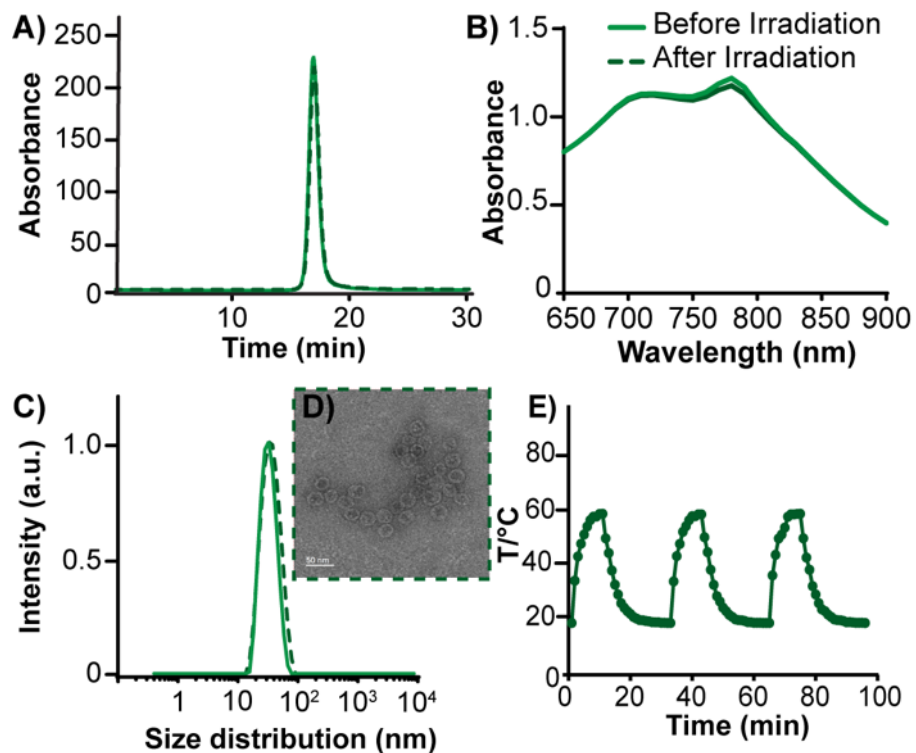 A)
250
200
150
100
50
0
Absorbance
10
20
30
Time (min)
B)
Before Irradiation
After Irradiation
1.5
1.0
0.5
0
Absorbance
650 700 750 800 850 900
Wavelength (nm)
C)
1.0
0.5
0
Intensity (a.u.)
1 10 10² 10³ 10⁴
Size distribution (nm)
D)
50 nm
E)
80
60
40
20
0
T/°C
0 20 40 60 80 100
Time (min)